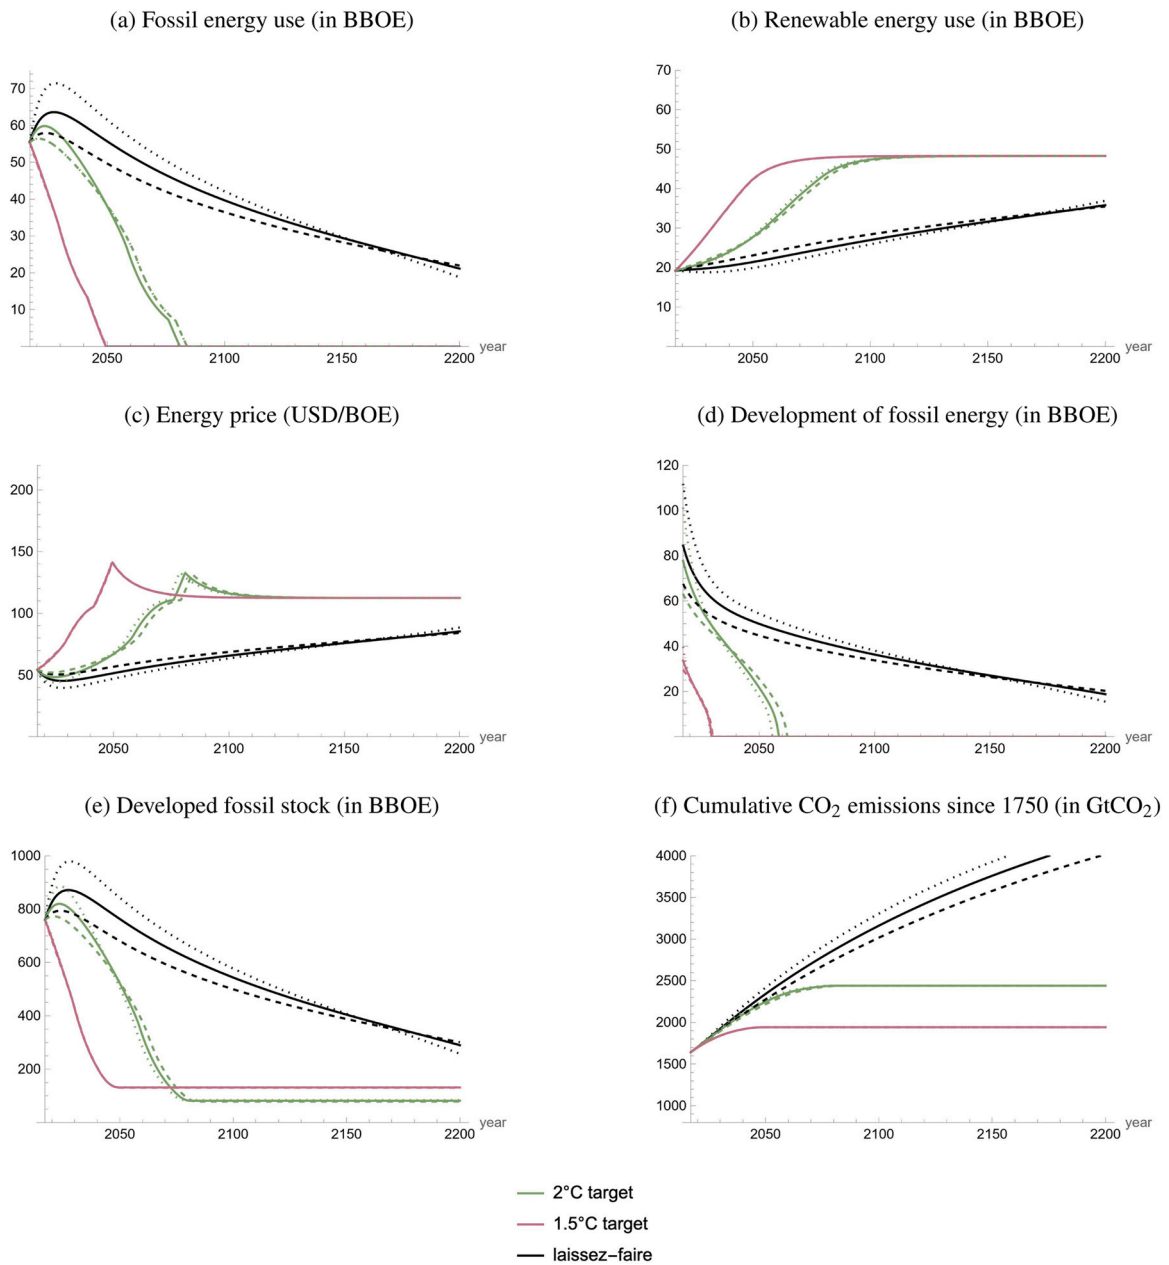 (a) Fossil energy use (in BBOE)
70
60
50
40
30
20
10
2050 2100 2150 2200 year
(b) Renewable energy use (in BBOE)
70
60
50
40
30
20
10
2050 2100 2150 2200 year
(c) Energy price (USD/BOE)
200
150
100
50
2050 2100 2150 2200 year
(d) Development of fossil energy (in BBOE)
120
100
80
60
40
20
2050 2100 2150 2200 year
(e) Developed fossil stock (in BBOE)
1000
800
600
400
200
2050 2100 2150 2200 year
(f) Cumulative CO₂ emissions since 1750 (in GtCO₂)
4000
3500
3000
2500
2000
1500
1000
2050 2100 2150 2200 year
2°C target
1.5°C target
laissez–faire